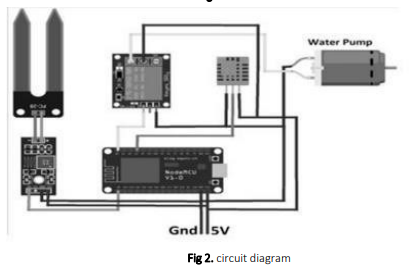 Water Pump
NodeMCU
V1.0
Gnd 5V
Fig 2. circuit diagram